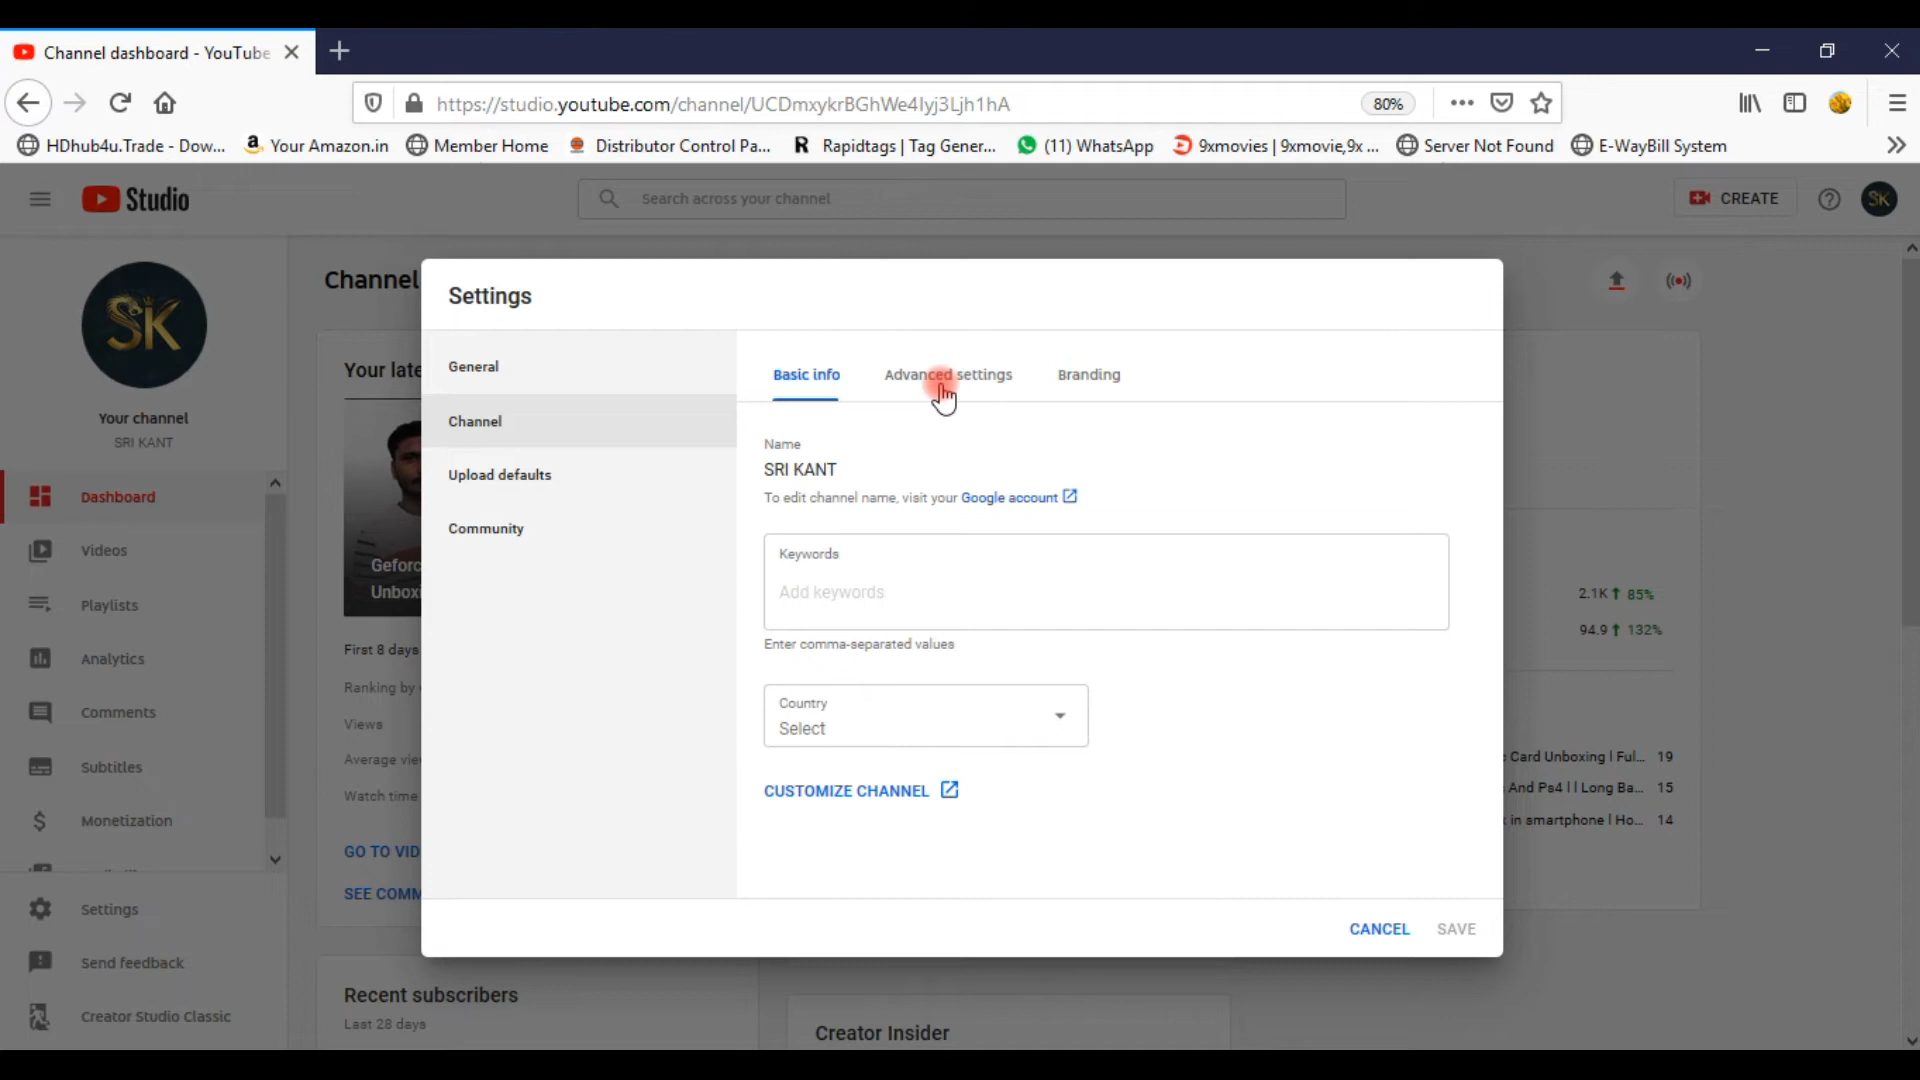 Channel dashboard - YouTube
https://studio.youtube.com/channel/UCDmxykrBGhWe4Iyj3Ljh1hA
80%
HDhub4u.Trade - Dow...
Your Amazon.in
Member Home
Distributor Control Pa...
Rapidtags | Tag Gener...
(11) WhatsApp
9xmovies | 9xmovie,9x ...
Server Not Found
E-WayBill System
Studio
Search across your channel
CREATE
SK
SK
Your channel
SRI KANT
Dashboard
Videos
Playlists
Analytics
Comments
Subtitles
Monetization
Settings
Send feedback
Creator Studio Classic
Channel
Your late
Geforc
Unboxi
First 8 days
Ranking by
Views
Average vie
Watch time
GO TO VID
SEE COMM
Recent subscribers
Last 28 days
Settings
General
Channel
Upload defaults
Community
Basic info
Advanced settings
Branding
Name
SRI KANT
To edit channel name, visit your Google account
Keywords
Add keywords
Enter comma-separated values
Country
Select
CUSTOMIZE CHANNEL
CANCEL
SAVE
2.1K 85%
94.9 132%
Card Unboxing l Ful... 19
And Ps4 l l Long Ba... 15
in smartphone l Ho... 14
Creator Insider